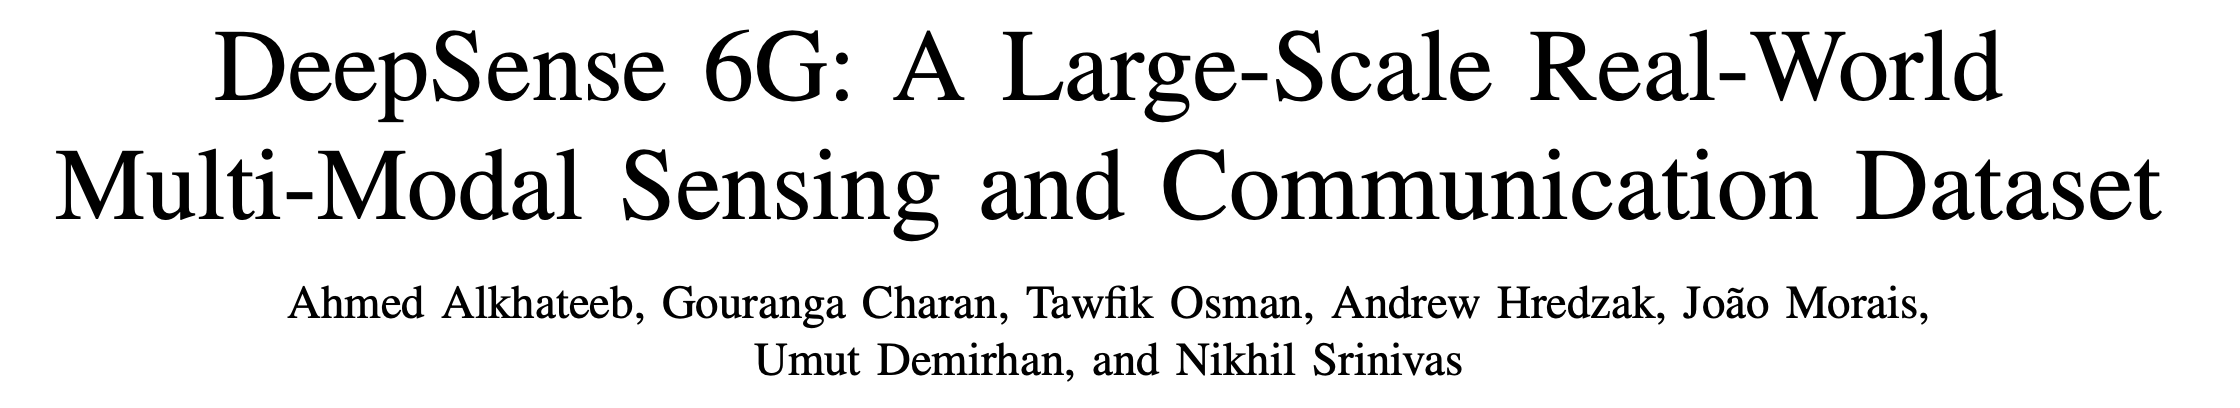 DeepSense 6G: A Large-Scale Real-World
Multi-Modal Sensing and Communication Dataset
Ahmed Alkhateeb, Gouranga Charan, Tawfik Osman, Andrew Hredzak, João Morais,
Umut Demirhan, and Nikhil Srinivas